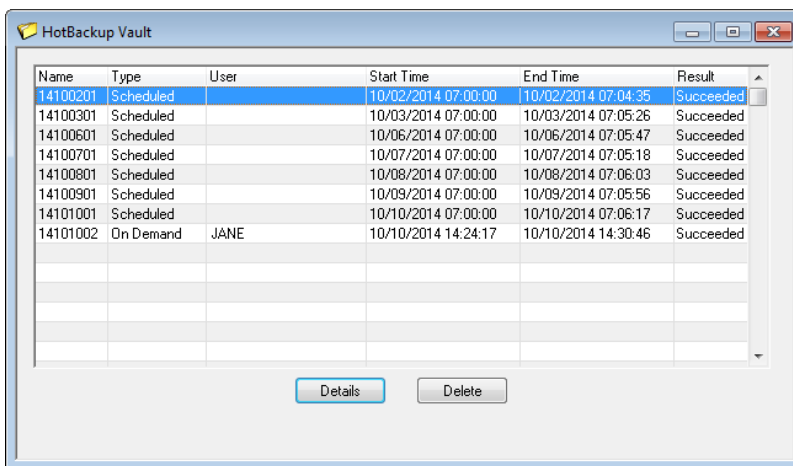 HotBackup Vault
Name Type User Start Time End Time Result
14100201 Scheduled 10/02/2014 07:00:00 10/02/2014 07:04:35 Succeeded
14100301 Scheduled 10/03/2014 07:00:00 10/03/2014 07:05:26 Succeeded
14100601 Scheduled 10/06/2014 07:00:00 10/06/2014 07:05:47 Succeeded
14100701 Scheduled 10/07/2014 07:00:00 10/07/2014 07:05:18 Succeeded
14100801 Scheduled 10/08/2014 07:00:00 10/08/2014 07:06:03 Succeeded
14100901 Scheduled 10/09/2014 07:00:00 10/09/2014 07:05:56 Succeeded
14101001 Scheduled 10/10/2014 07:00:00 10/10/2014 07:06:17 Succeeded
14101002 On Demand JANE 10/10/2014 14:24:17 10/10/2014 14:30:46 Succeeded
Details Delete